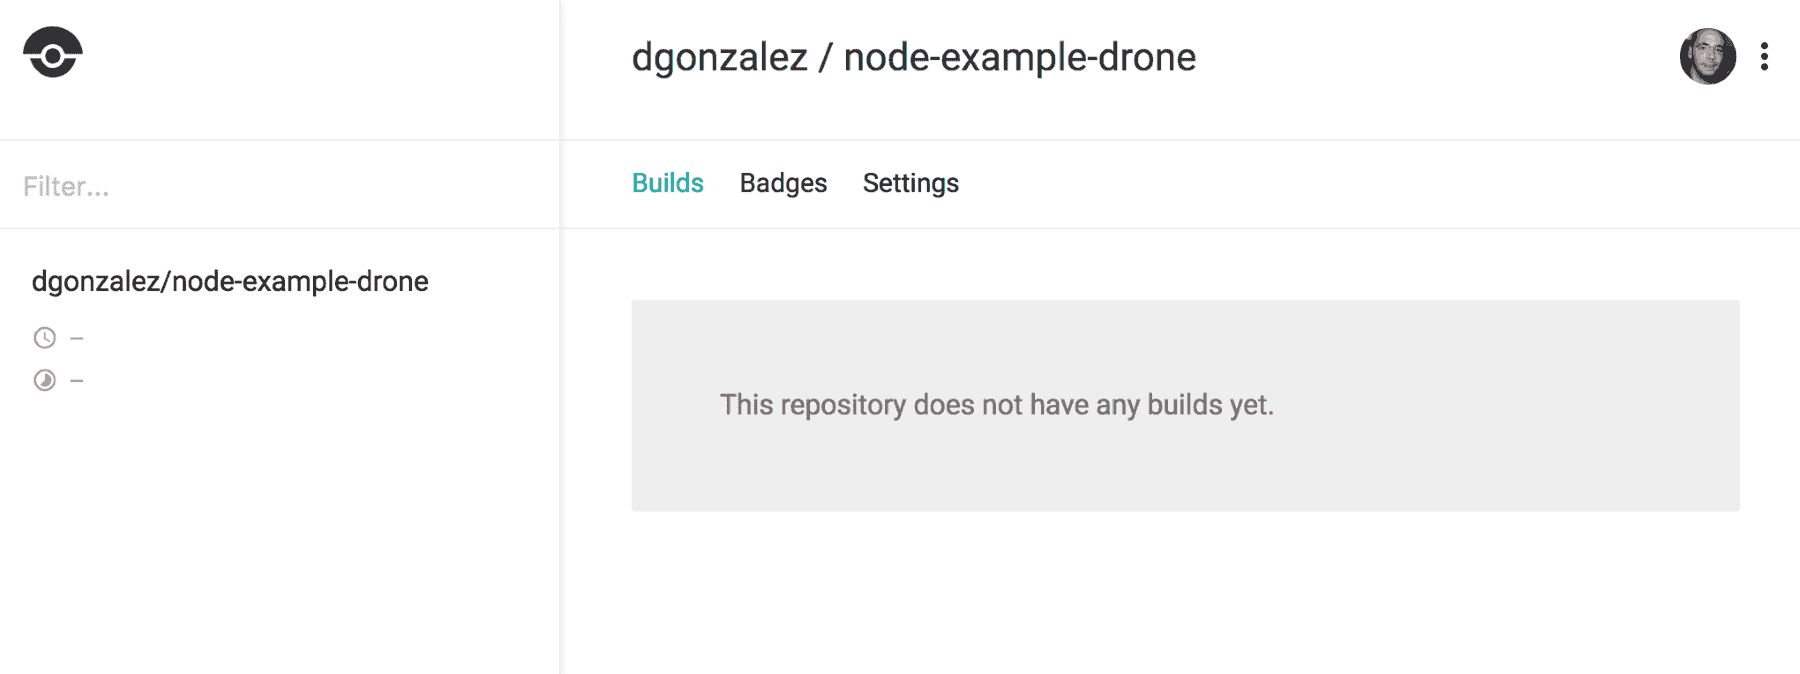 dgonzalez / node-example-drone
Filter...
Builds Badges Settings
dgonzalez/node-example-drone
–
–
This repository does not have any builds yet.